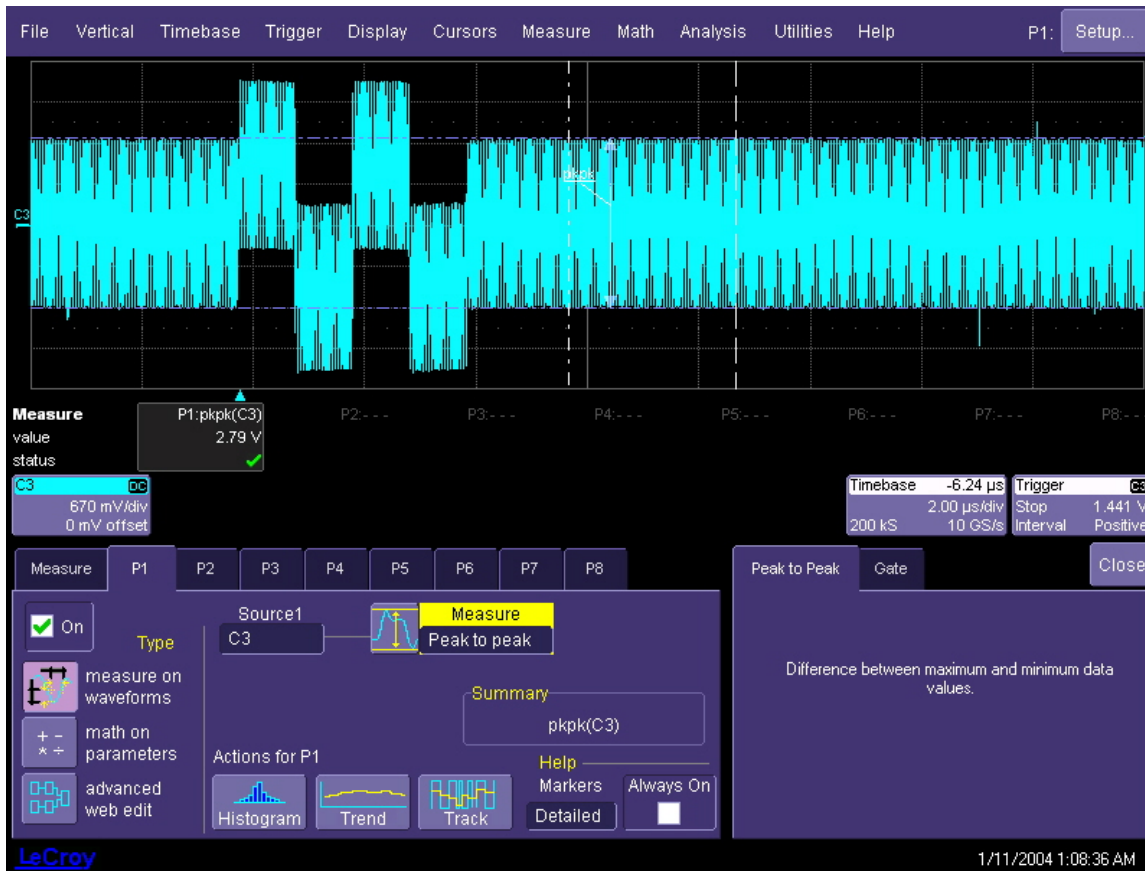 File Vertical Timebase Trigger Display Cursors Measure Math Analysis Utilities Help P1: Setup...
C3
pkpk
Measure P1:pkpk(C3) P2:- - - P3:- - - P4:- - - P5:- - - P6:- - - P7:- - - P8:- -
value 2.79 V
status
C3 DC
670 mV/div
0 mV offset
Timebase -6.24 µs
2.00 µs/div
200 kS 10 GS/s
Trigger C3
Stop 1.441 V
Interval Positive
Measure P1 P2 P3 P4 P5 P6 P7 P8
Peak to Peak Gate Close
On
Type
measure on
waveforms
math on
parameters
advanced
web edit
Source1
C3
Measure
Peak to peak
Summary
pkpk(C3)
Actions for P1
Histogram Trend Track
Help
Markers Always On
Detailed
Difference between maximum and minimum data
values.
LeCroy 1/11/2004 1:08:36 AM